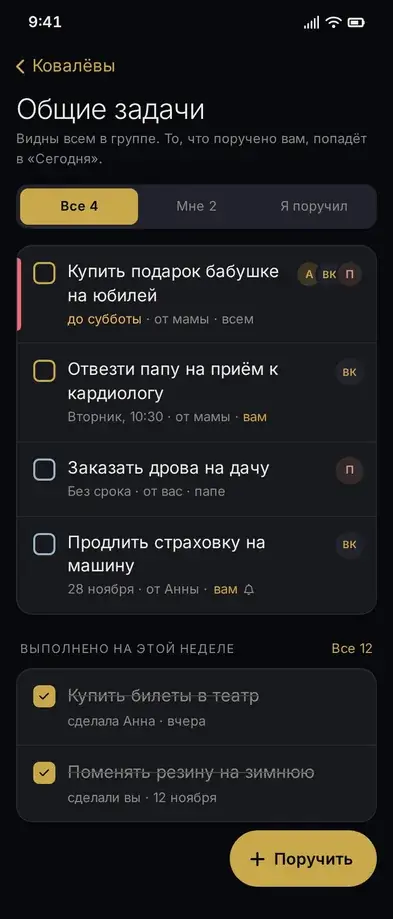 9:41
Ковалёвы
Общие задачи
Видны всем в группе. То, что поручено вам, попадёт
в «Сегодня».
Все 4
Мне 2
Я поручил
Купить подарок бабушке
на юбилей
А ВК П
до субботы · от мамы · всем
Отвезти папу на приём к
кардиологу
ВК
Вторник, 10:30 · от мамы · вам
Заказать дрова на дачу
П
Без срока · от вас · папе
Продлить страховку на
машину
ВК
28 ноября · от Анны · вам
ВЫПОЛНЕНО НА ЭТОЙ НЕДЕЛЕ
Все 12
Купить билеты в театр
сделала Анна · вчера
Поменять резину на зимнюю
сделали вы · 12 ноября
+ Поручить